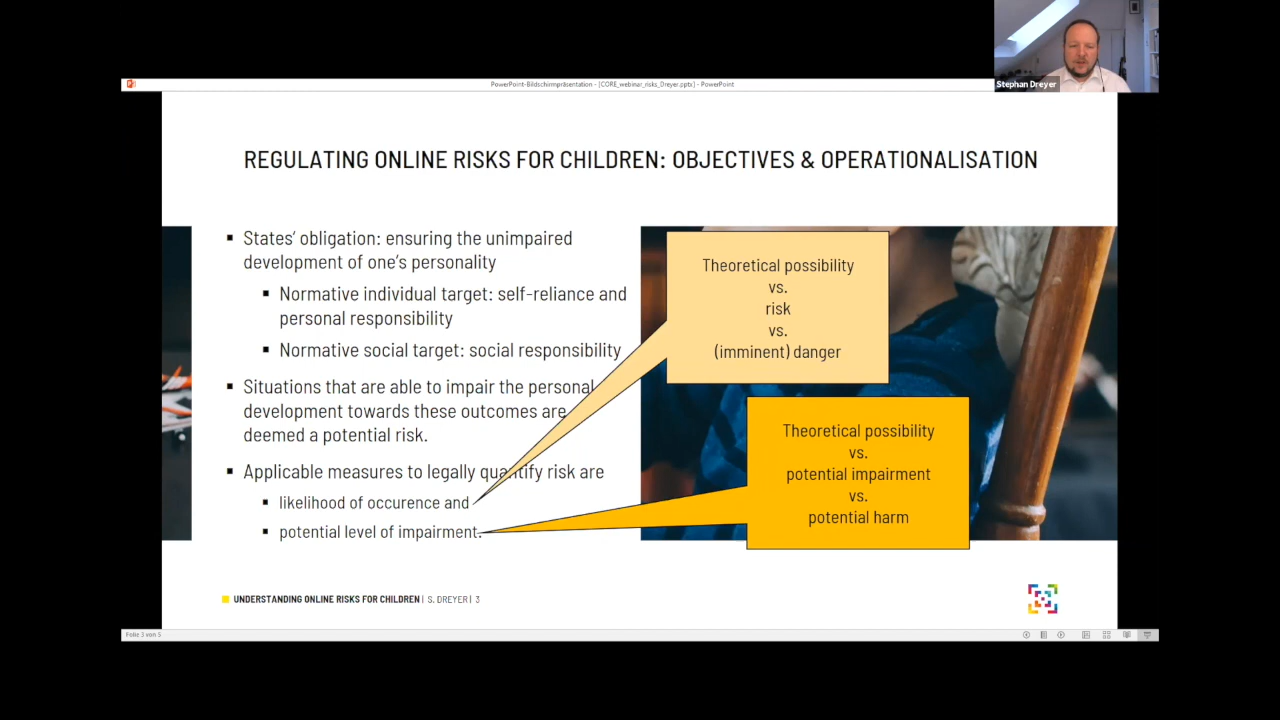 Stephan Dreyer
PowerPoint-Bildschirmpräsentation - [CORE_webinar_risks_Dreyer.pptx] - PowerPoint
REGULATING ONLINE RISKS FOR CHILDREN: OBJECTIVES & OPERATIONALISATION
▪ States' obligation: ensuring the unimpaired
development of one's personality
▪ Normative individual target: self-reliance and
personal responsibility
▪ Normative social target: social responsibility
▪ Situations that are able to impair the personal
development towards these outcomes are
deemed a potential risk.
▪ Applicable measures to legally quantify risk are
▪ likelihood of occurence and
▪ potential level of impairment.
Theoretical possibility
vs.
risk
vs.
(imminent) danger
Theoretical possibility
vs.
potential impairment
vs.
potential harm
UNDERSTANDING ONLINE RISKS FOR CHILDREN | S. DREYER | 3
Folie 3 von 5